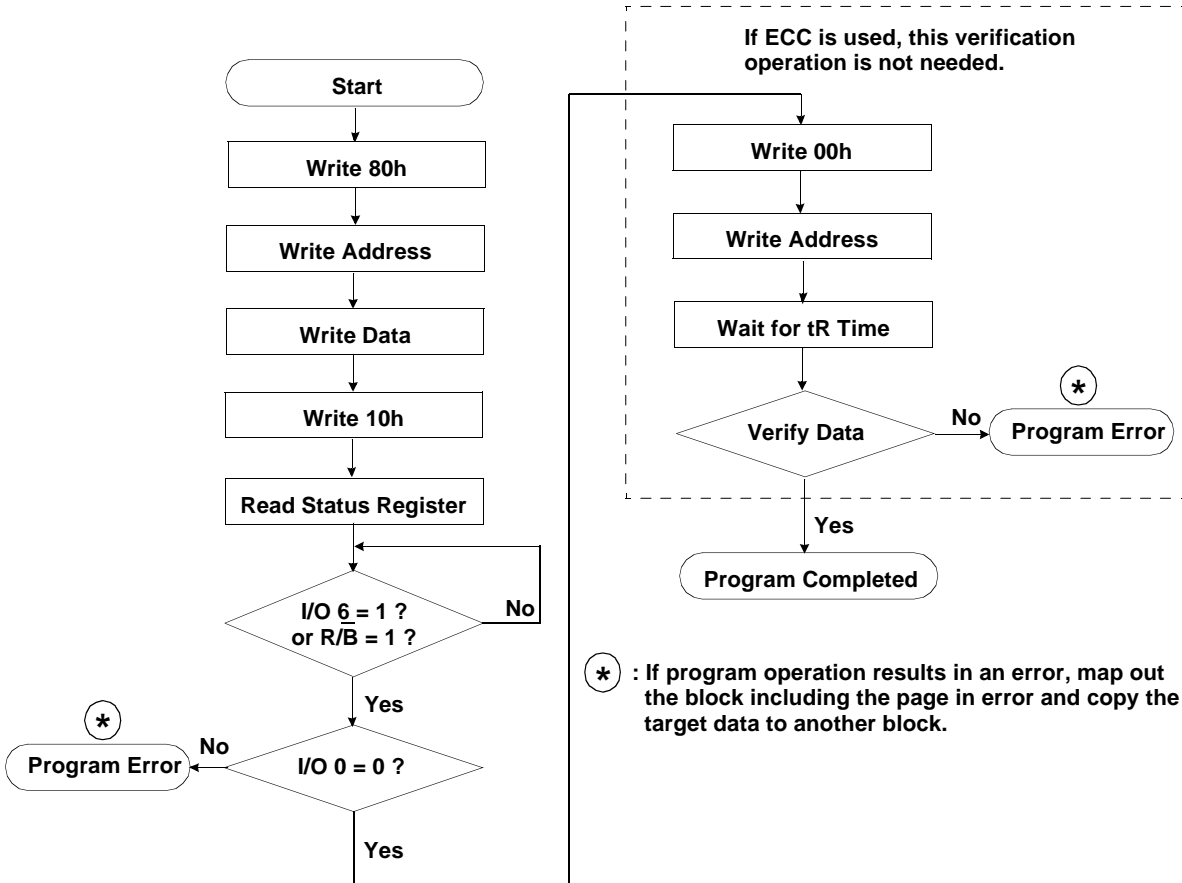 Start
Write 80h
Write Address
Write Data
Write 10h
Read Status Register
I/O 6 = 1 ?
or R/B̅ = 1 ?
No
Yes
*
No
Program Error
I/O 0 = 0 ?
Yes
If ECC is used, this verification
operation is not needed.
Write 00h
Write Address
Wait for tR Time
Verify Data
No
*
Program Error
Yes
Program Completed
* : If program operation results in an error, map out
the block including the page in error and copy the
target data to another block.